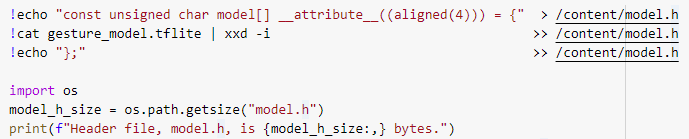 !echo "const unsigned char model[] __attribute__((aligned(4))) = {" > /content/model.h
!cat gesture_model.tflite | xxd -i >> /content/model.h
!echo "};" >> /content/model.h
import os
model_h_size = os.path.getsize("model.h")
print(f"Header file, model.h, is {model_h_size:,} bytes.")